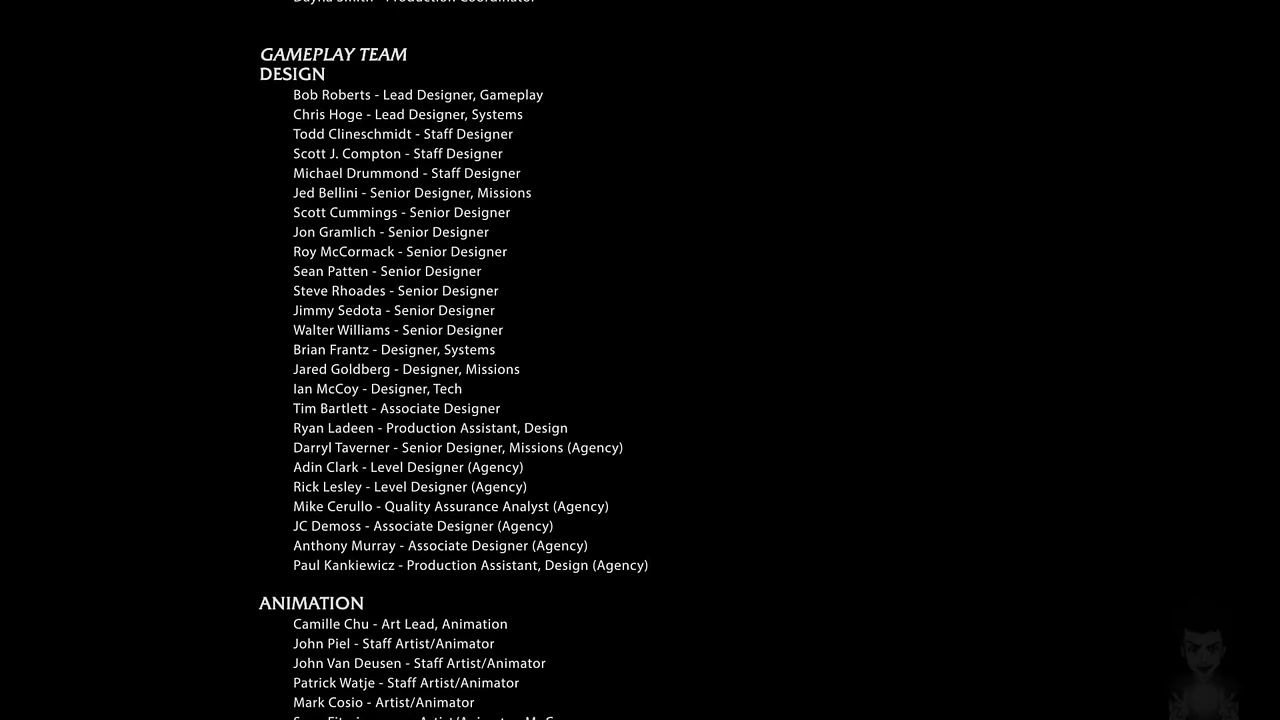 Dayna Smith - Production Coordinator
GAMEPLAY TEAM
DESIGN
Bob Roberts - Lead Designer, Gameplay
Chris Hoge - Lead Designer, Systems
Todd Clineschmidt - Staff Designer
Scott J. Compton - Staff Designer
Michael Drummond - Staff Designer
Jed Bellini - Senior Designer, Missions
Scott Cummings - Senior Designer
Jon Gramlich - Senior Designer
Roy McCormack - Senior Designer
Sean Patten - Senior Designer
Steve Rhoades - Senior Designer
Jimmy Sedota - Senior Designer
Walter Williams - Senior Designer
Brian Frantz - Designer, Systems
Jared Goldberg - Designer, Missions
Ian McCoy - Designer, Tech
Tim Bartlett - Associate Designer
Ryan Ladeen - Production Assistant, Design
Darryl Taverner - Senior Designer, Missions (Agency)
Adin Clark - Level Designer (Agency)
Rick Lesley - Level Designer (Agency)
Mike Cerullo - Quality Assurance Analyst (Agency)
JC Demoss - Associate Designer (Agency)
Anthony Murray - Associate Designer (Agency)
Paul Kankiewicz - Production Assistant, Design (Agency)
ANIMATION
Camille Chu - Art Lead, Animation
John Piel - Staff Artist/Animator
John Van Deusen - Staff Artist/Animator
Patrick Watje - Staff Artist/Animator
Mark Cosio - Artist/Animator